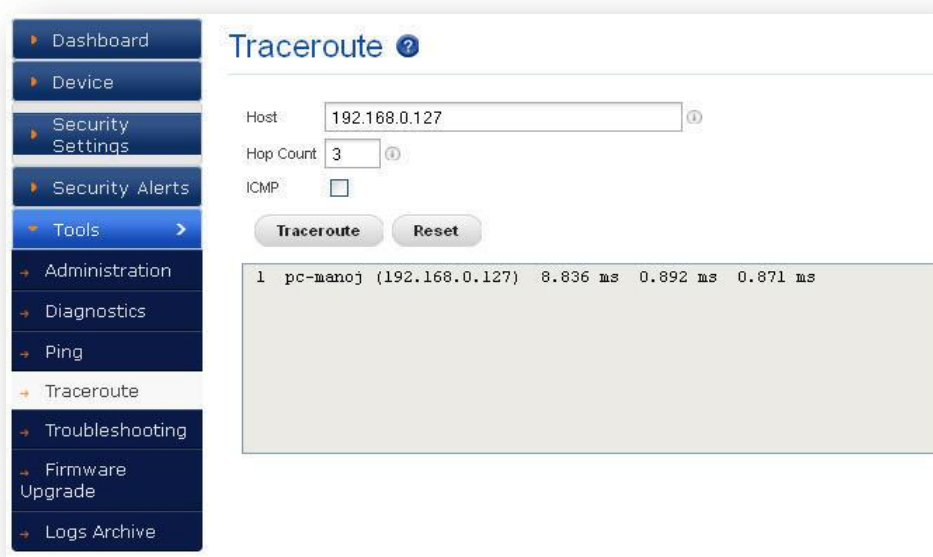 Dashboard
Device
Security
Settings
Security Alerts
Tools
Administration
Diagnostics
Ping
Traceroute
Troubleshooting
Firmware
Upgrade
Logs Archive
Traceroute ?
Host 192.168.0.127
Hop Count 3
ICMP
Traceroute Reset
1 pc-manoj (192.168.0.127) 8.836 ms 0.892 ms 0.871 ms